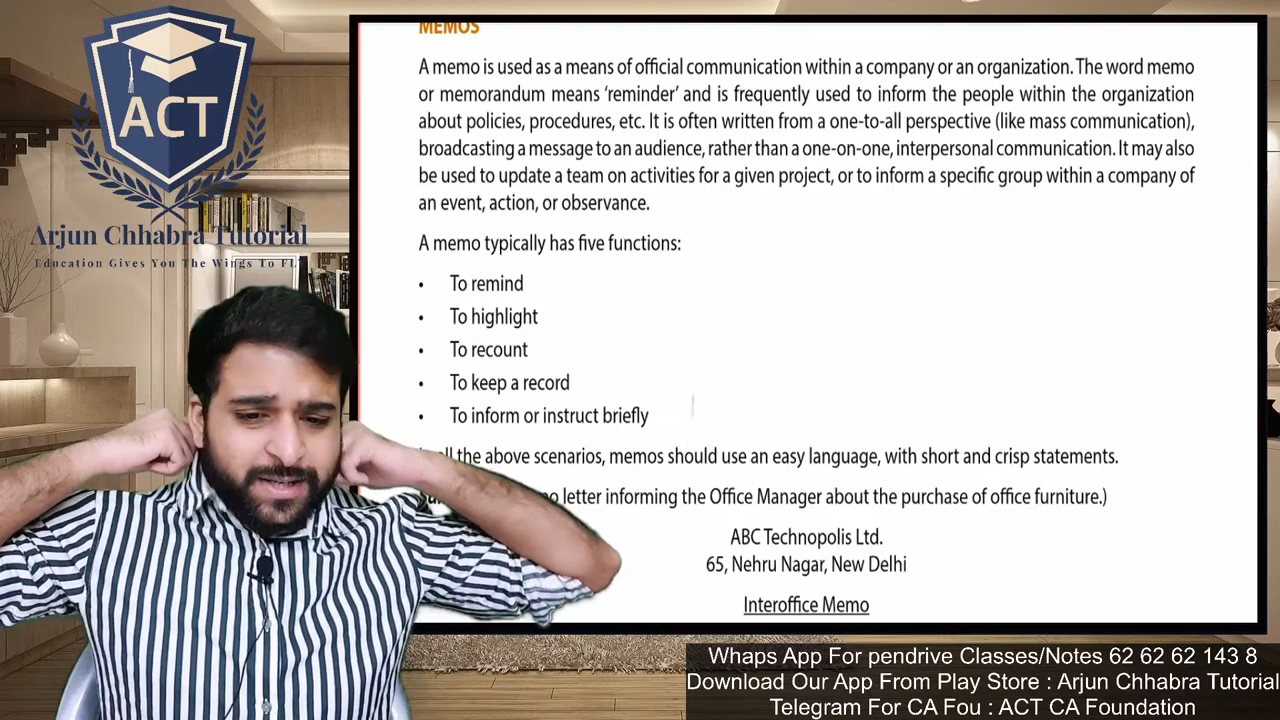 ACT
Arjun Chhabra Tutorial
Education Gives You The Wings To
MEMOS
A memo is used as a means of official communication within a company or an organization. The word memo
or memorandum means ‘reminder’ and is frequently used to inform the people within the organization
about policies, procedures, etc. It is often written from a one-to-all perspective (like mass communication),
broadcasting a message to an audience, rather than a one-on-one, interpersonal communication. It may also
be used to update a team on activities for a given project, or to inform a specific group within a company of
an event, action, or observance.
A memo typically has five functions:
• To remind
• To highlight
• To recount
• To keep a record
• To inform or instruct briefly
the above scenarios, memos should use an easy language, with short and crisp statements.
letter informing the Office Manager about the purchase of office furniture.)
ABC Technopolis Ltd.
65, Nehru Nagar, New Delhi
Interoffice Memo
Whaps App For pendrive Classes/Notes 62 62 62 143 8
Download Our App From Play Store : Arjun Chhabra Tutorial
Telegram For CA Fou : ACT CA Foundation